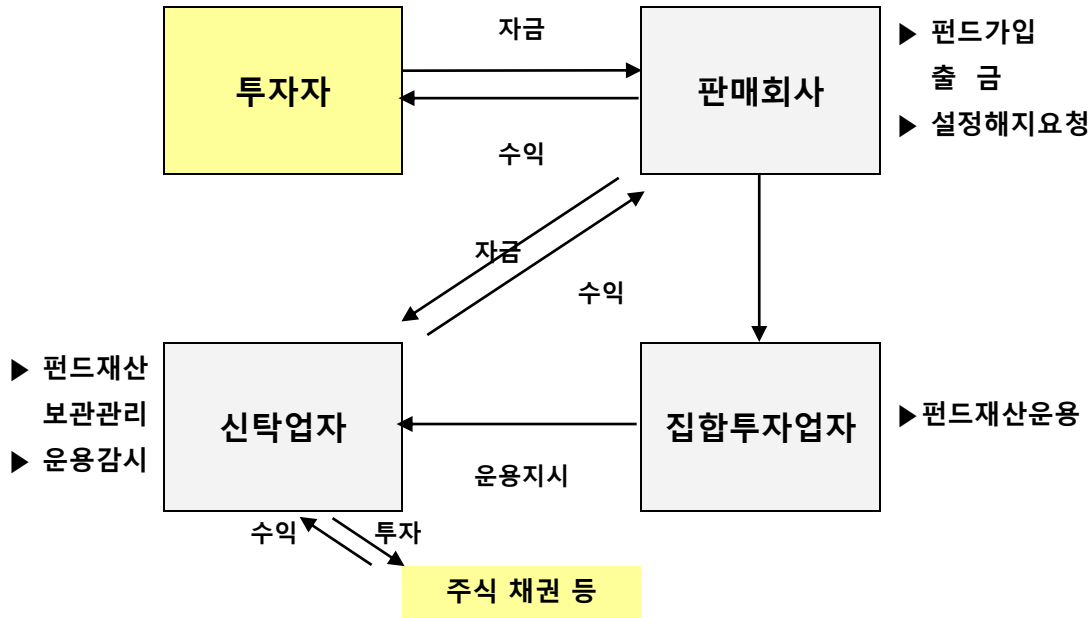 자금
투자자
판매회사
▶ 펀드가입
출 금
▶ 설정해지요청
수익
자금
수익
▶ 펀드재산
보관관리
▶ 운용감시
신탁업자
집합투자업자
▶펀드재산운용
운용지시
수익
투자
주식 채권 등